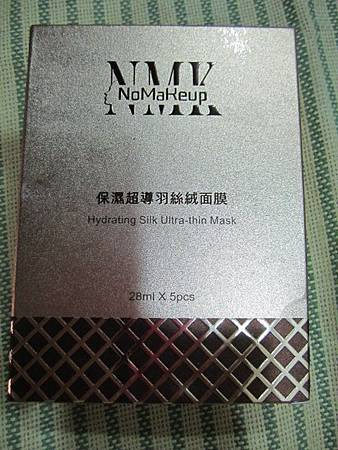 NMK
NoMaKeup
保濕超導羽絲絨面膜
Hydrating Silk Ultra-thin Mask
28ml X 5pcs